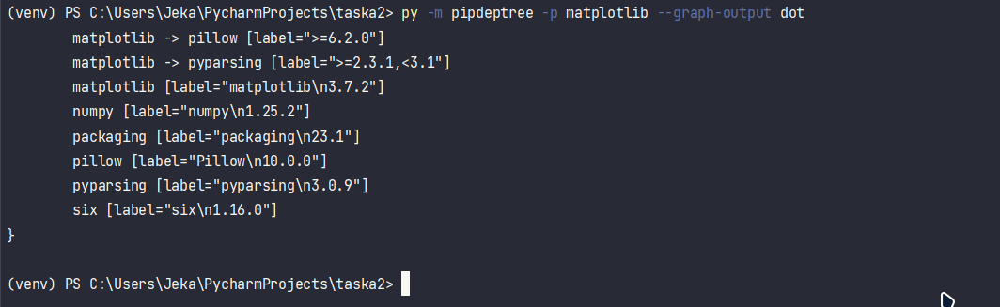 (venv) PS C:\Users\Jeka\PycharmProjects\taska2> py -m pipdeptree -p matplotlib --graph-output dot
        matplotlib -> pillow [label=">=6.2.0"]
        matplotlib -> pyparsing [label=">=2.3.1,<3.1"]
        matplotlib [label="matplotlib\n3.7.2"]
        numpy [label="numpy\n1.25.2"]
        packaging [label="packaging\n23.1"]
        pillow [label="Pillow\n10.0.0"]
        pyparsing [label="pyparsing\n3.0.9"]
        six [label="six\n1.16.0"]
}
(venv) PS C:\Users\Jeka\PycharmProjects\taska2>